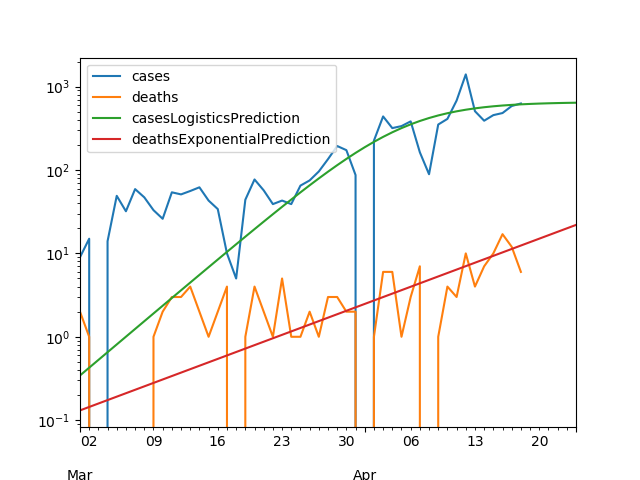 cases
deaths
casesLogisticsPrediction
deathsExponentialPrediction
10³
10²
10¹
10⁰
10⁻¹
02 09 16 23 30 06 13 20
Mar Apr